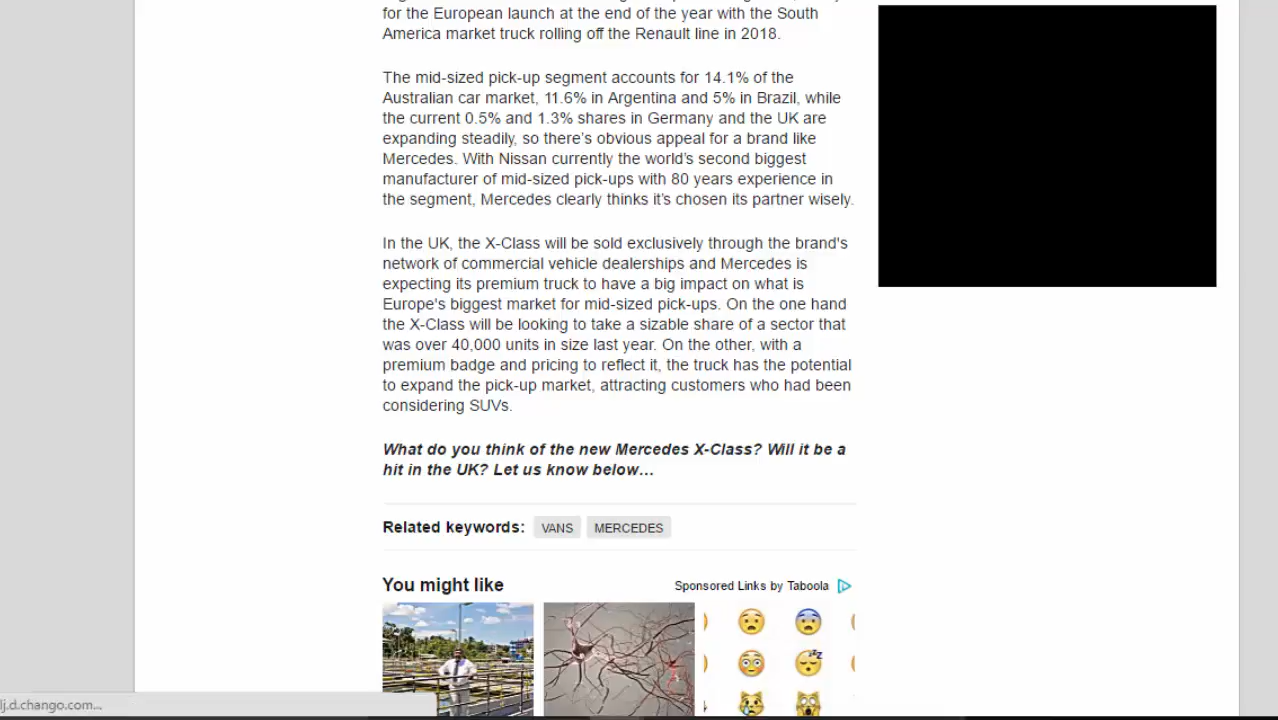 for the European launch at the end of the year with the South
America market truck rolling off the Renault line in 2018.
The mid-sized pick-up segment accounts for 14.1% of the
Australian car market, 11.6% in Argentina and 5% in Brazil, while
the current 0.5% and 1.3% shares in Germany and the UK are
expanding steadily, so there's obvious appeal for a brand like
Mercedes. With Nissan currently the world's second biggest
manufacturer of mid-sized pick-ups with 80 years experience in
the segment, Mercedes clearly thinks it's chosen its partner wisely.
In the UK, the X-Class will be sold exclusively through the brand's
network of commercial vehicle dealerships and Mercedes is
expecting its premium truck to have a big impact on what is
Europe's biggest market for mid-sized pick-ups. On the one hand
the X-Class will be looking to take a sizable share of a sector that
was over 40,000 units in size last year. On the other, with a
premium badge and pricing to reflect it, the truck has the potential
to expand the pick-up market, attracting customers who had been
considering SUVs.
What do you think of the new Mercedes X-Class? Will it be a
hit in the UK? Let us know below…
Related keywords: VANS MERCEDES
You might like Sponsored Links by Taboola
lj.d.chango.com...